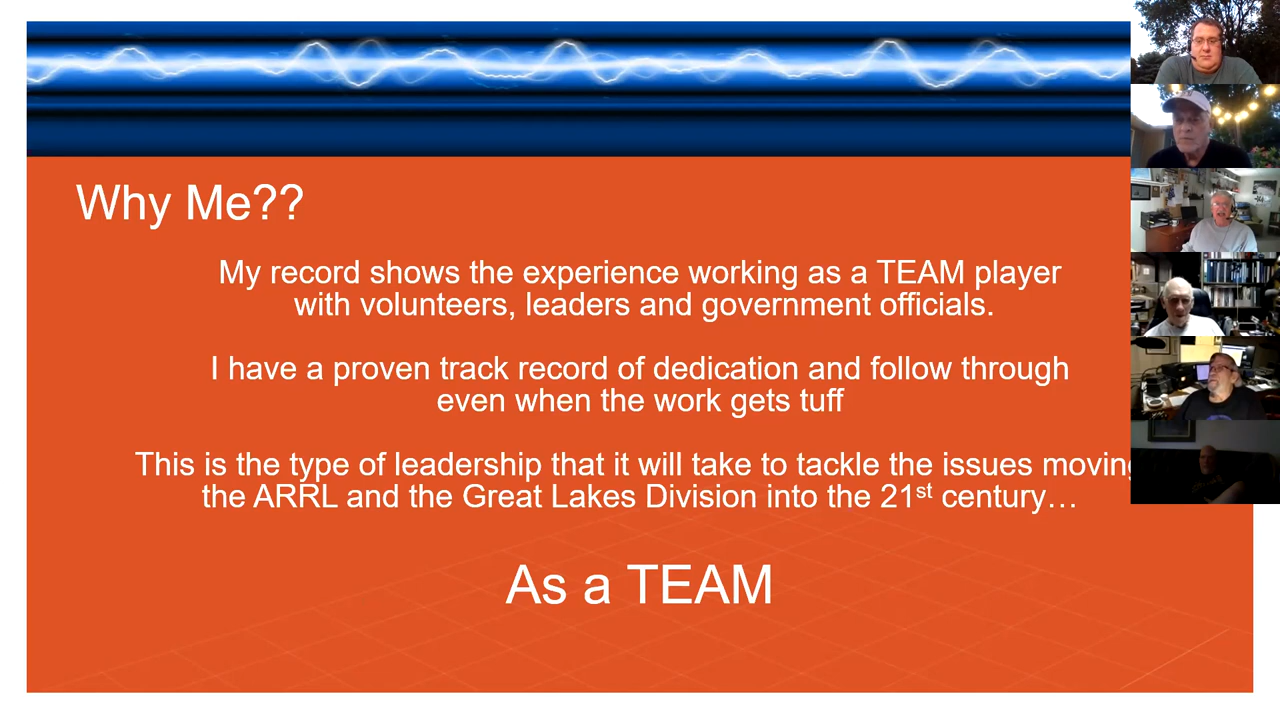 Why Me??
My record shows the experience working as a TEAM player
with volunteers, leaders and government officials.
I have a proven track record of dedication and follow through
even when the work gets tuff
This is the type of leadership that it will take to tackle the issues moving
the ARRL and the Great Lakes Division into the 21st century…
As a TEAM